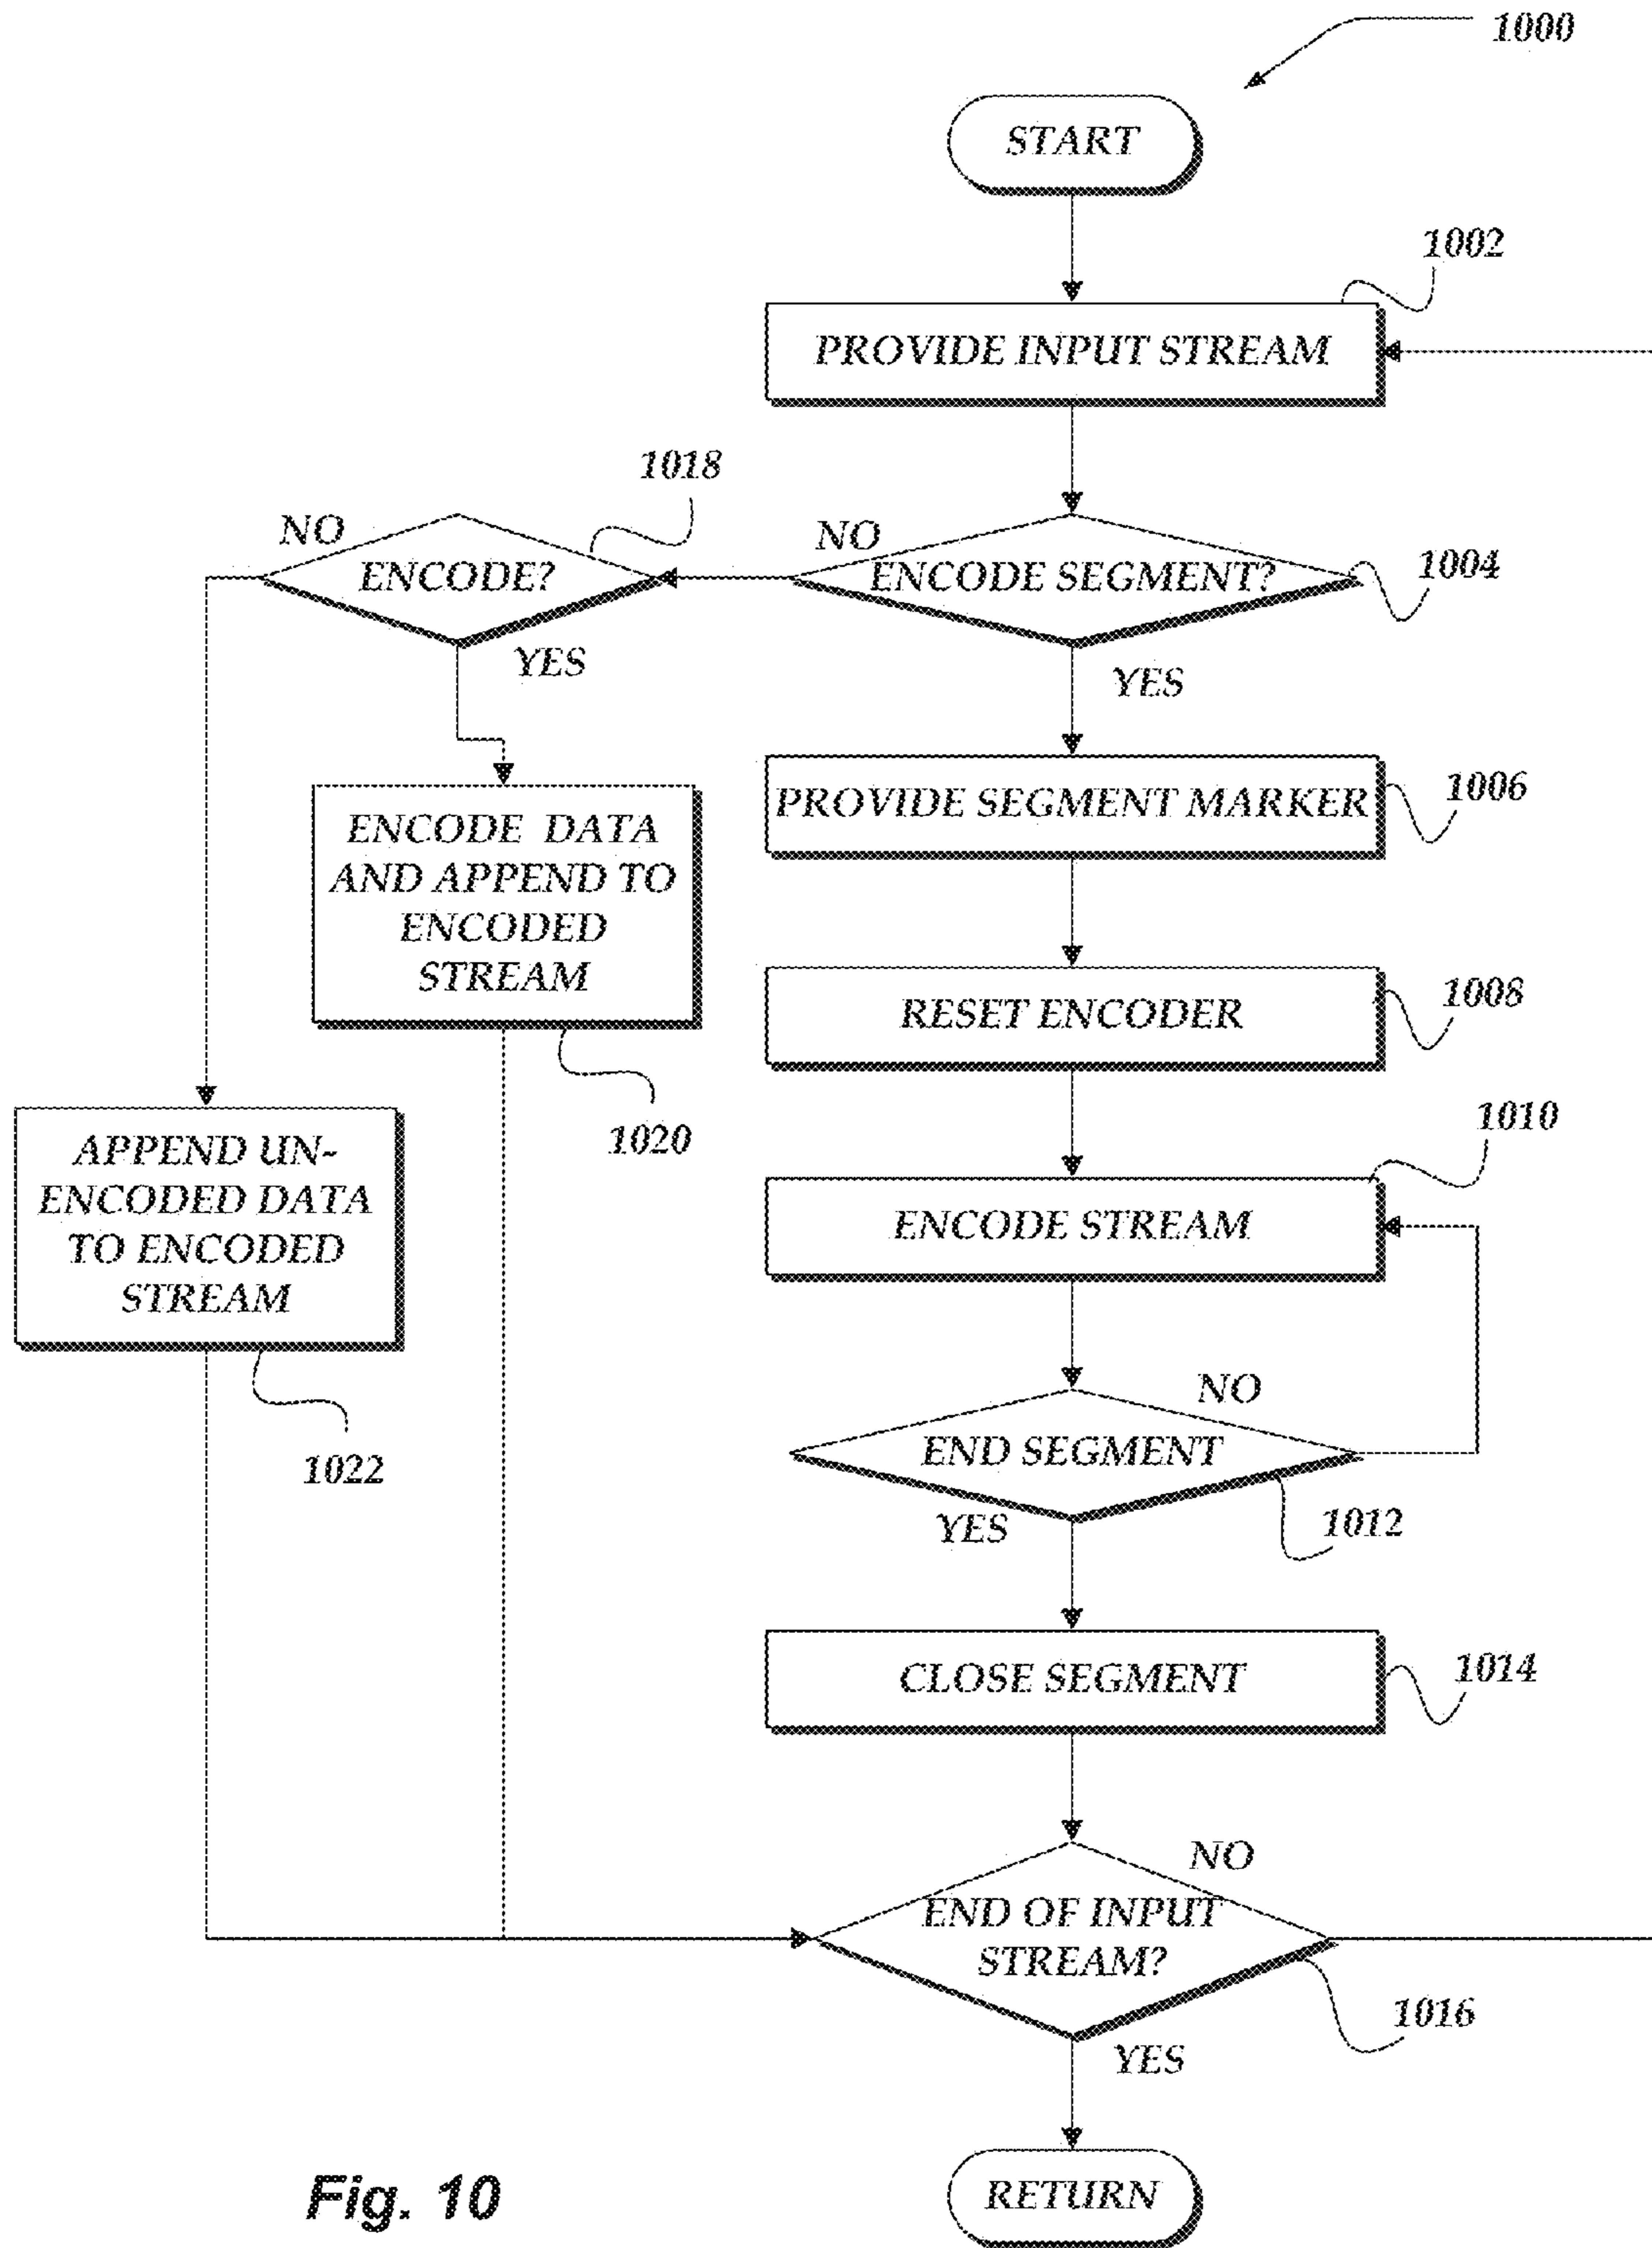 1000
START
1002
PROVIDE INPUT STREAM
1018
NO
ENCODE?
YES
NO
ENCODE SEGMENT?
1004
YES
PROVIDE SEGMENT MARKER
1006
ENCODE DATA
AND APPEND TO
ENCODED
STREAM
1020
RESET ENCODER
1008
APPEND UN-
ENCODED DATA
TO ENCODED
STREAM
1022
1010
ENCODE STREAM
NO
END SEGMENT
YES
1012
CLOSE SEGMENT
1014
NO
END OF INPUT
STREAM?
1016
YES
RETURN
Fig. 10